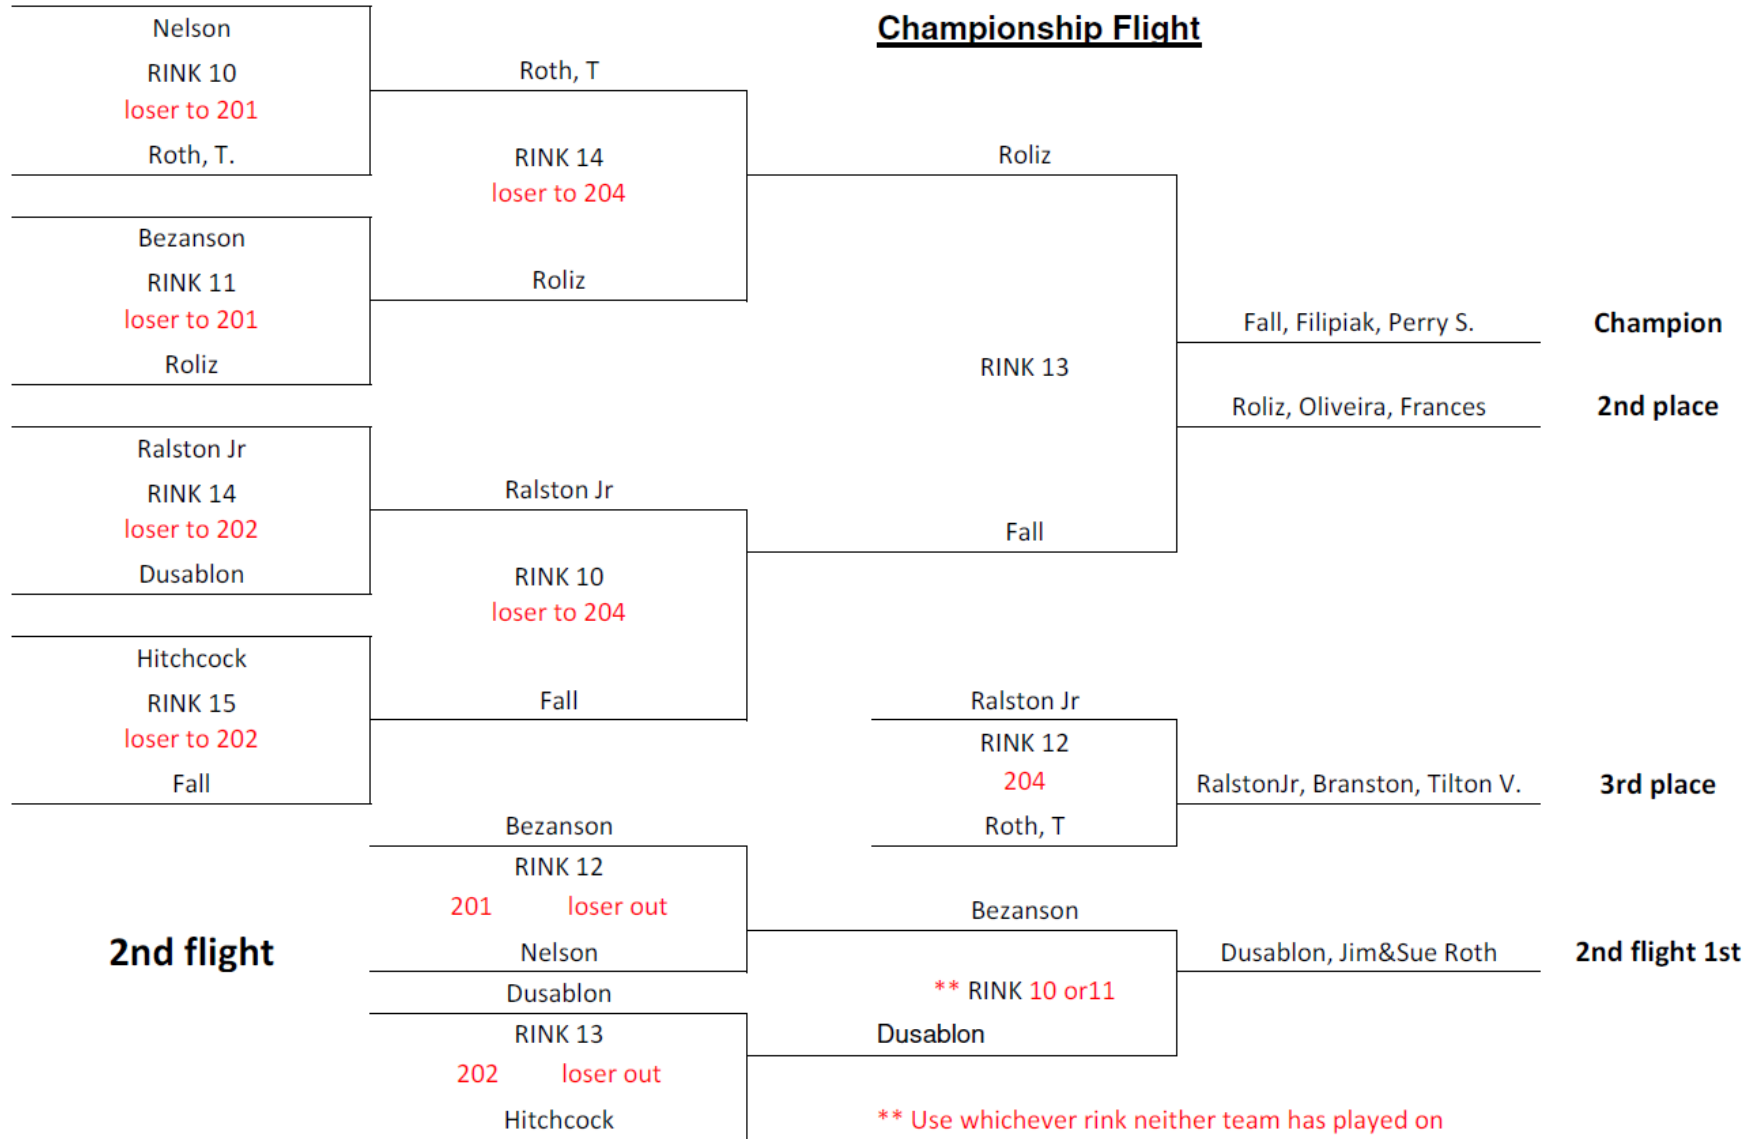 Championship Flight
Nelson
RINK 10
loser to 201
Roth, T.
Bezanson
RINK 11
loser to 201
Roliz
Ralston Jr
RINK 14
loser to 202
Dusablon
Hitchcock
RINK 15
loser to 202
Fall
Roth, T
RINK 14
loser to 204
Roliz
Ralston Jr
RINK 10
loser to 204
Fall
Roliz
RINK 13
Fall
Fall, Filipiak, Perry S. Champion
Roliz, Oliveira, Frances 2nd place
Ralston Jr
RINK 12
204
Roth, T
RalstonJr, Branston, Tilton V. 3rd place
2nd flight
Bezanson
RINK 12
201 loser out
Nelson
Dusablon
RINK 13
202 loser out
Hitchcock
Bezanson
** RINK 10 or11
Dusablon
Dusablon, Jim&Sue Roth 2nd flight 1st
** Use whichever rink neither team has played on